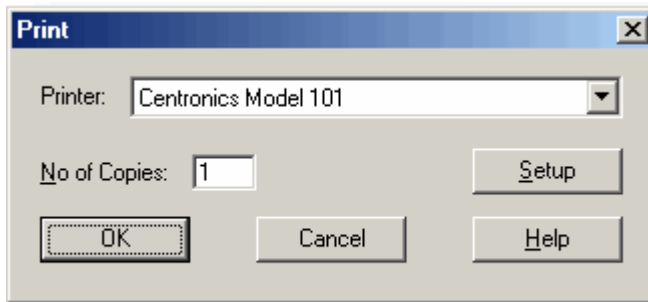 Print
Printer: Centronics Model 101
No of Copies: 1 Setup
OK Cancel Help